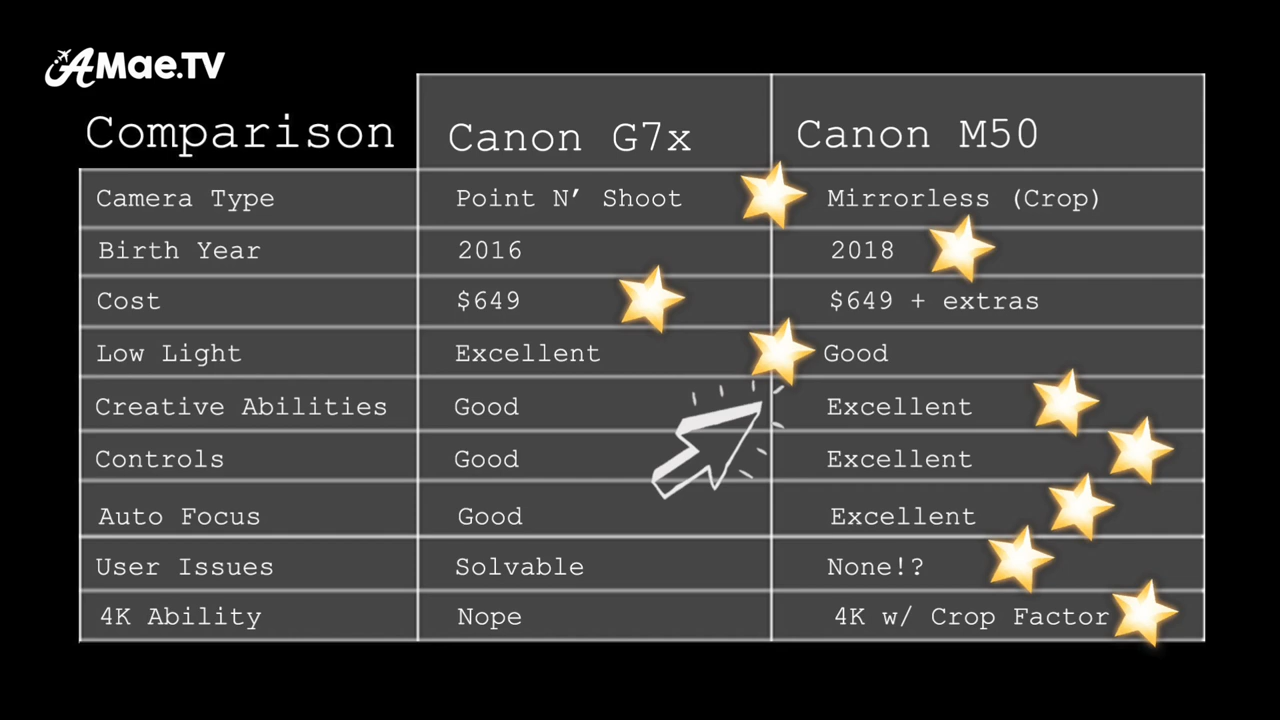 AMae.TV
Comparison Canon G7x Canon M50
Camera Type Point N’ Shoot Mirrorless (Crop)
Birth Year 2016 2018
Cost $649 $649 + extras
Low Light Excellent Good
Creative Abilities Good Excellent
Controls Good Excellent
Auto Focus Good Excellent
User Issues Solvable None!?
4K Ability Nope 4K w/ Crop Factor